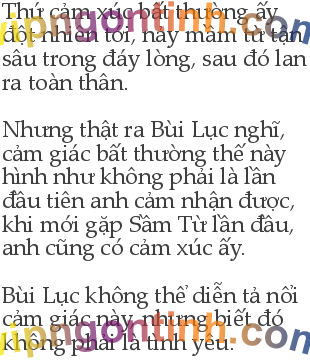 Thứ cảm xúc bất thường ấy
đột nhiên tới, nảy mầm từ tận
sâu trong đáy lòng, sau đó lan
ra toàn thân.
Nhưng thật ra Bùi Lục nghĩ,
cảm giác bất thường thế này
hình như không phải là lần
đầu tiên anh cảm nhận được,
khi mới gặp Sầm Từ lần đầu,
anh cũng có cảm xúc ấy.
Bùi Lục không thể diễn tả nổi
cảm giác này, nhưng biết đó
không phải là tình yêu.
vipngontinh.com
vipngontinh.com